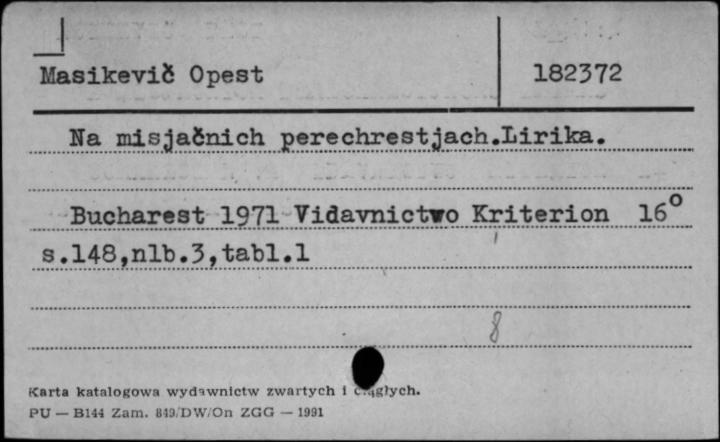 Masikevič Opest
182372
Na misjačnich perechrestjach.Lirika.
Bucharest 1971 Vidavnictwo Kriterion 16°
s.148,nlb.3,tabl.1
8
Karta katalogowa wydawnictw zwartych i ciągłych.
PU — B144 Zam. 849/DW/On ZGG — 1991